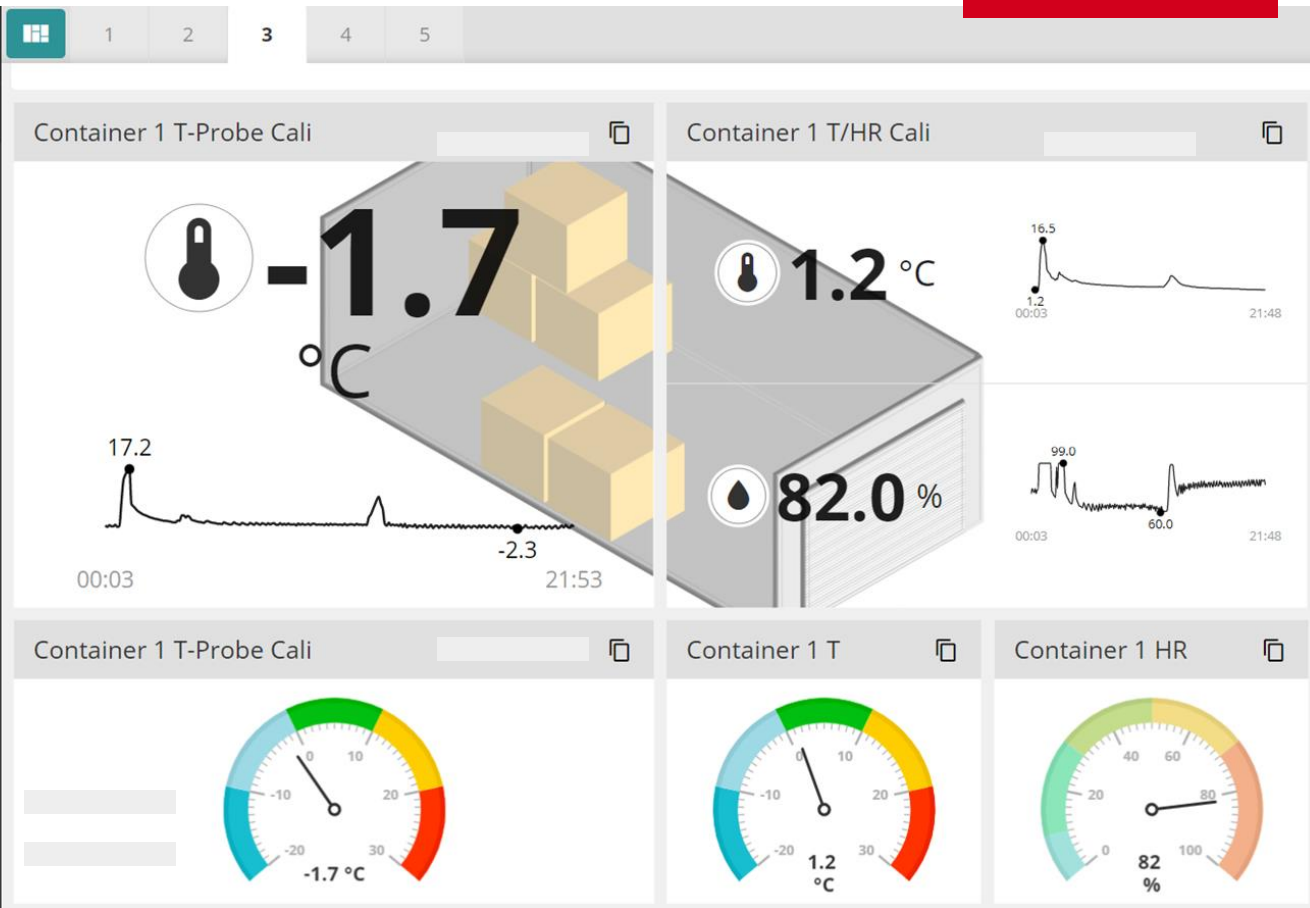 1 2 3 4 5
Container 1 T-Probe Cali
-1.7
°C
17.2
-2.3
00:03 21:53
Container 1 T/HR Cali
1.2 °C
16.5
1.2
00:03 21:48
82.0 %
99.0
60.0
00:03 21:48
Container 1 T-Probe Cali
0 10
-10 20
-20 30
-1.7 °C
Container 1 T
0 10
-10 20
-20 30
1.2
°C
Container 1 HR
40 60
20 80
0 100
82
%